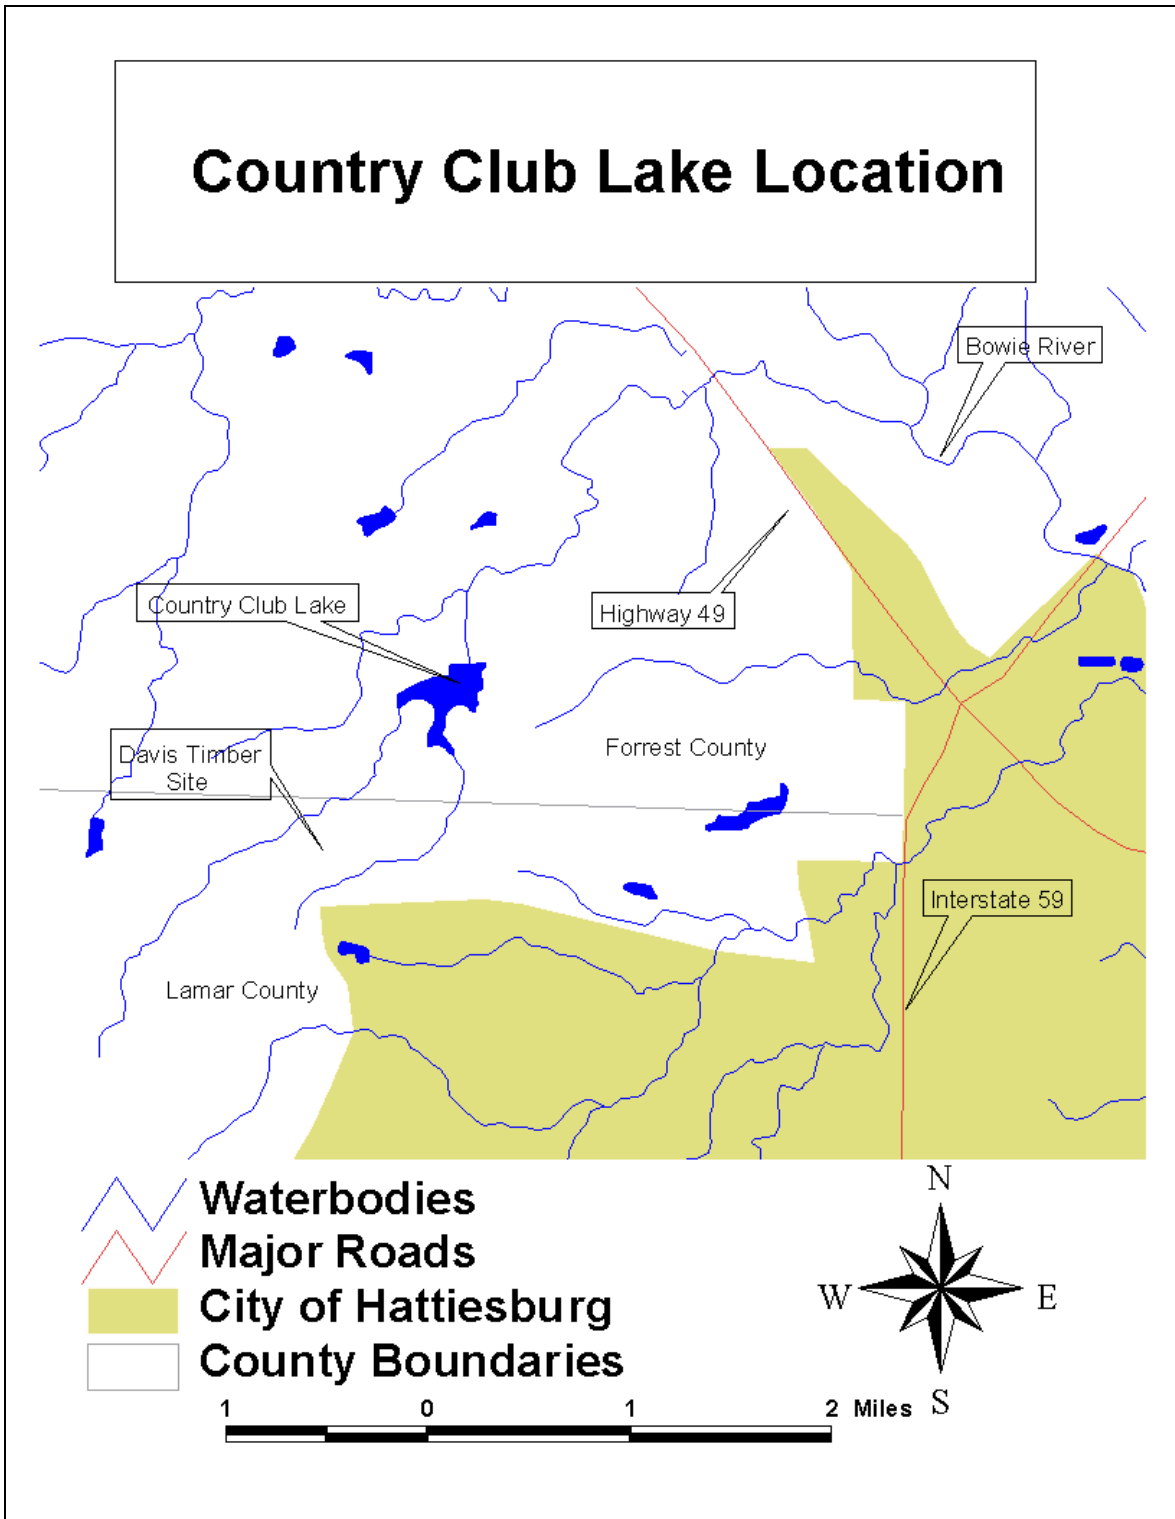 Country Club Lake Location
Bowie River
Country Club Lake
Highway 49
Davis Timber
Site
Forrest County
Interstate 59
Lamar County
Waterbodies
Major Roads
City of Hattiesburg
County Boundaries
N
W
E
S
1 0 1 2 Miles